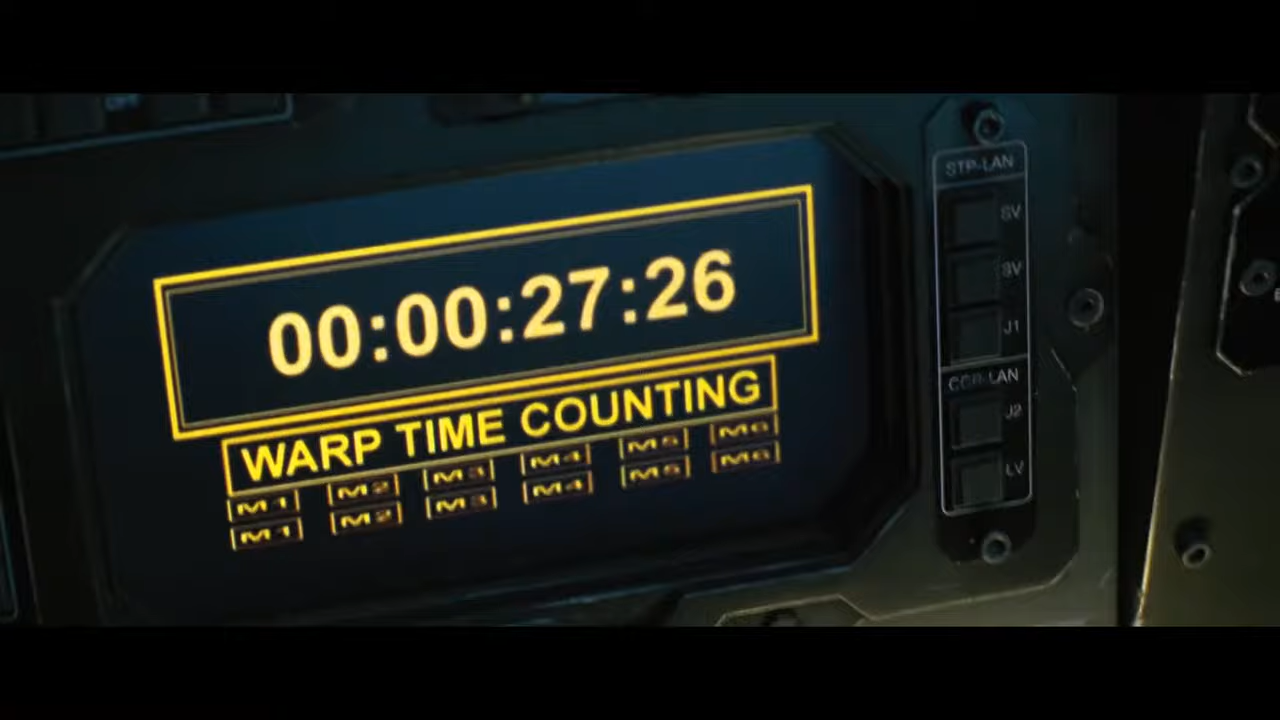 00:00:27:26
WARP TIME COUNTING
M1 M2 M3 M4 M5 M6
M1 M2 M3 M4 M5 M6
STP-LAN
SV
SV
J1
CCR-LAN
J2
LV